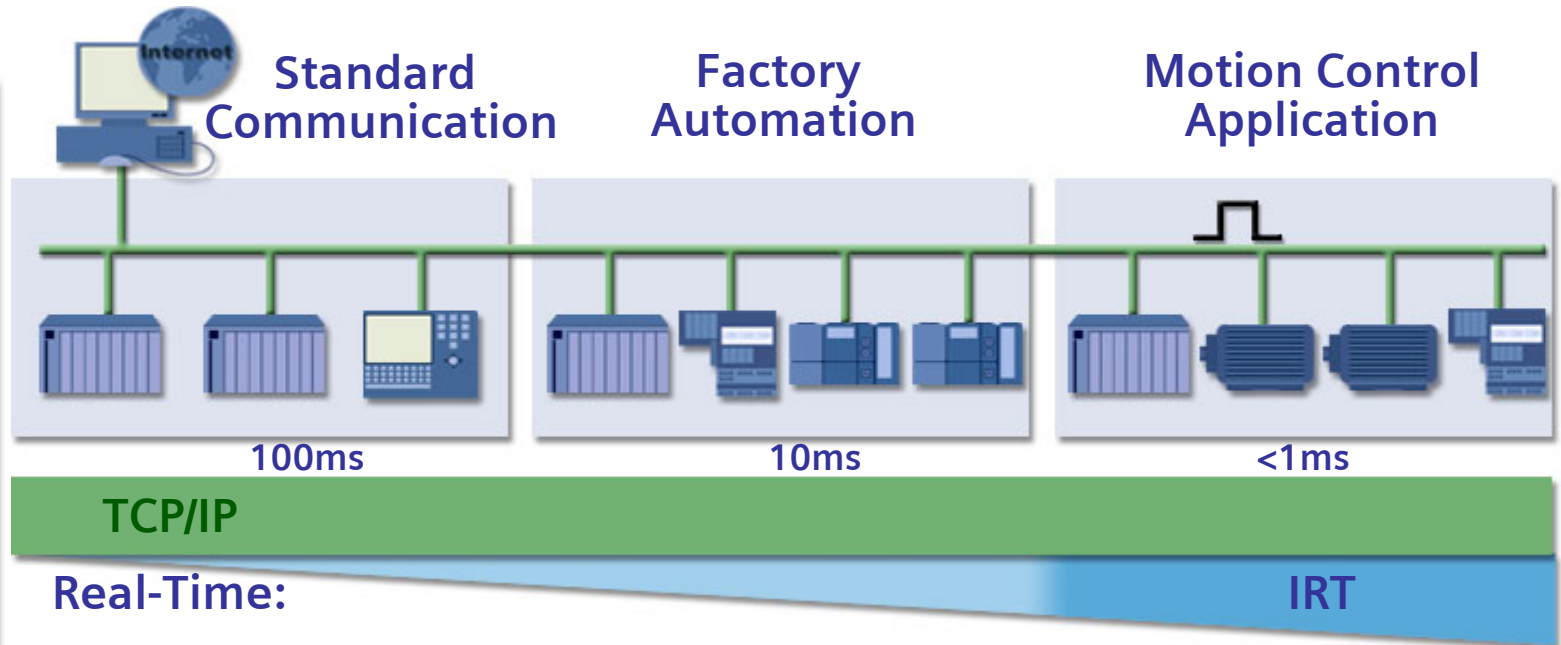 Internet
Standard
Communication
Factory
Automation
Motion Control
Application
100ms
10ms
<1ms
TCP/IP
Real-Time:
IRT